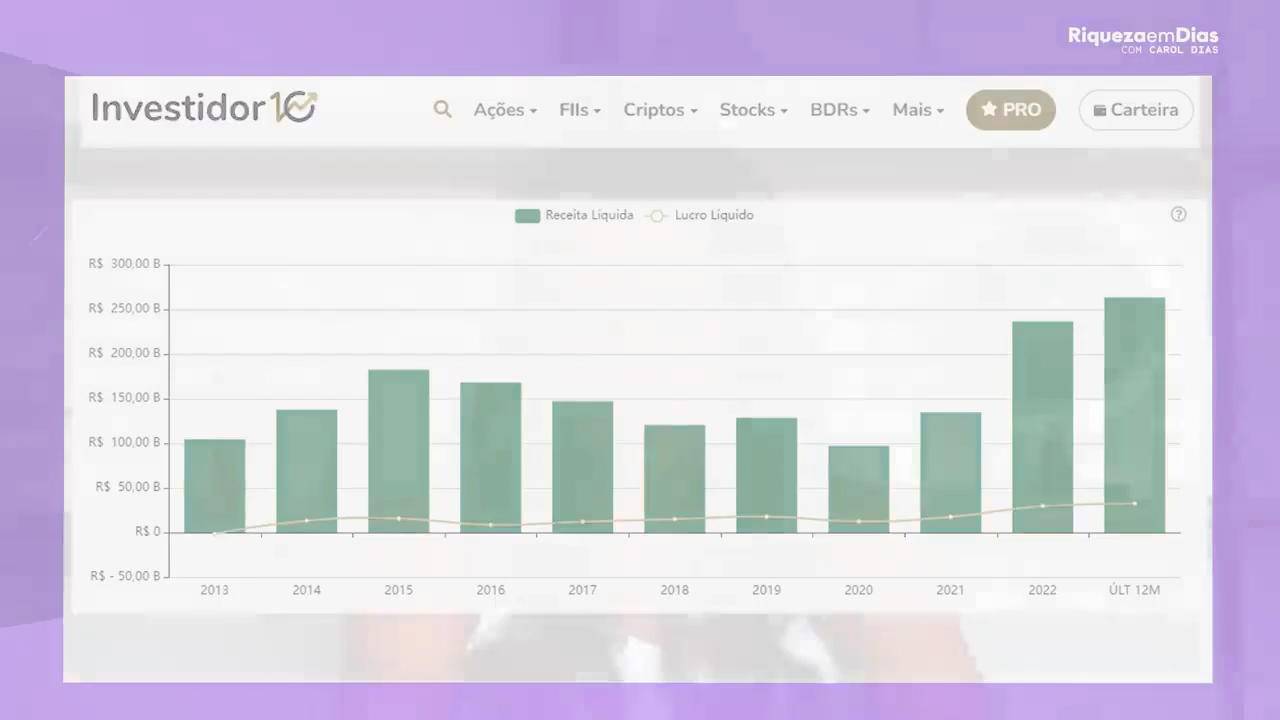 RiquezaemDias
COM CAROL DIAS
Investidor10
Ações FIIs Criptos Stocks BDRs Mais PRO Carteira
Receita Líquida Lucro Líquido ?
R$ 300,00 B
R$ 250,00 B
R$ 200,00 B
R$ 150,00 B
R$ 100,00 B
R$ 50,00 B
R$ 0
R$ - 50,00 B
2013 2014 2015 2016 2017 2018 2019 2020 2021 2022 ÚLT 12M